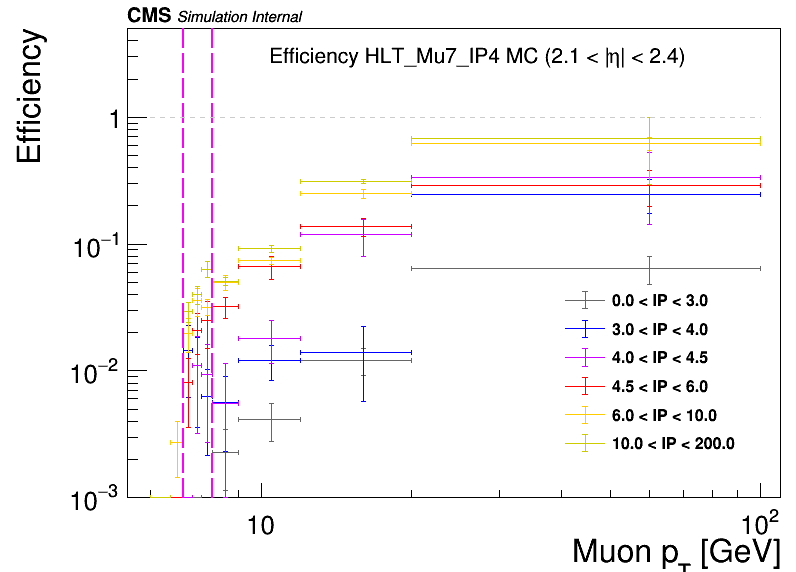 CMS Simulation Internal
Efficiency HLT_Mu7_IP4 MC (2.1 < |η| < 2.4)
Efficiency
1
10⁻¹
10⁻²
10⁻³
0.0 < IP < 3.0
3.0 < IP < 4.0
4.0 < IP < 4.5
4.5 < IP < 6.0
6.0 < IP < 10.0
10.0 < IP < 200.0
10
10²
Muon p_T [GeV]